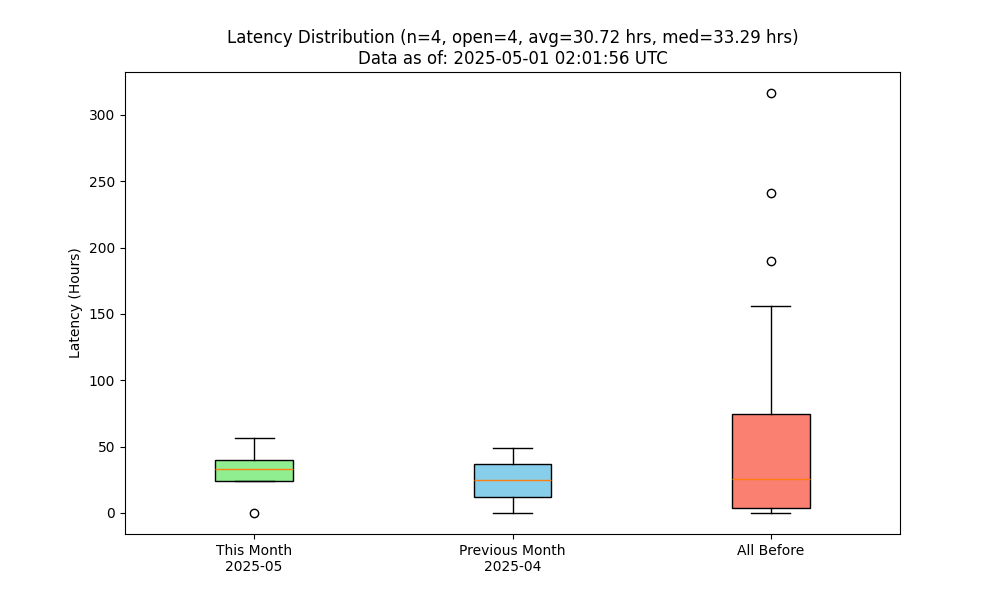 Latency Distribution (n=4, open=4, avg=30.72 hrs, med=33.29 hrs)
Data as of: 2025-05-01 02:01:56 UTC
Latency (Hours)
300
250
200
150
100
50
0
This Month
2025-05
Previous Month
2025-04
All Before